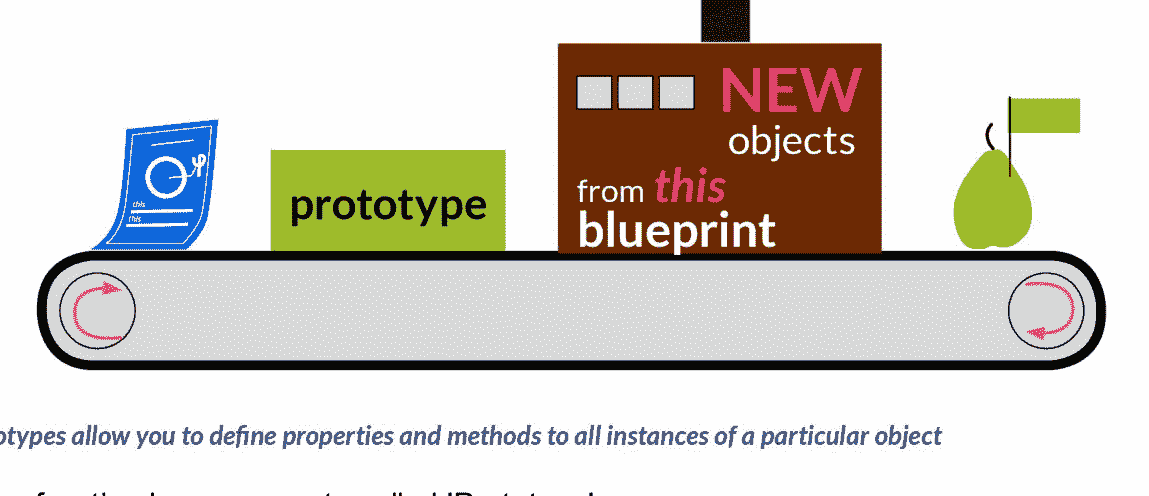 this
this
prototype
NEW
objects
from this
blueprint
otypes allow you to define properties and methods to all instances of a particular object